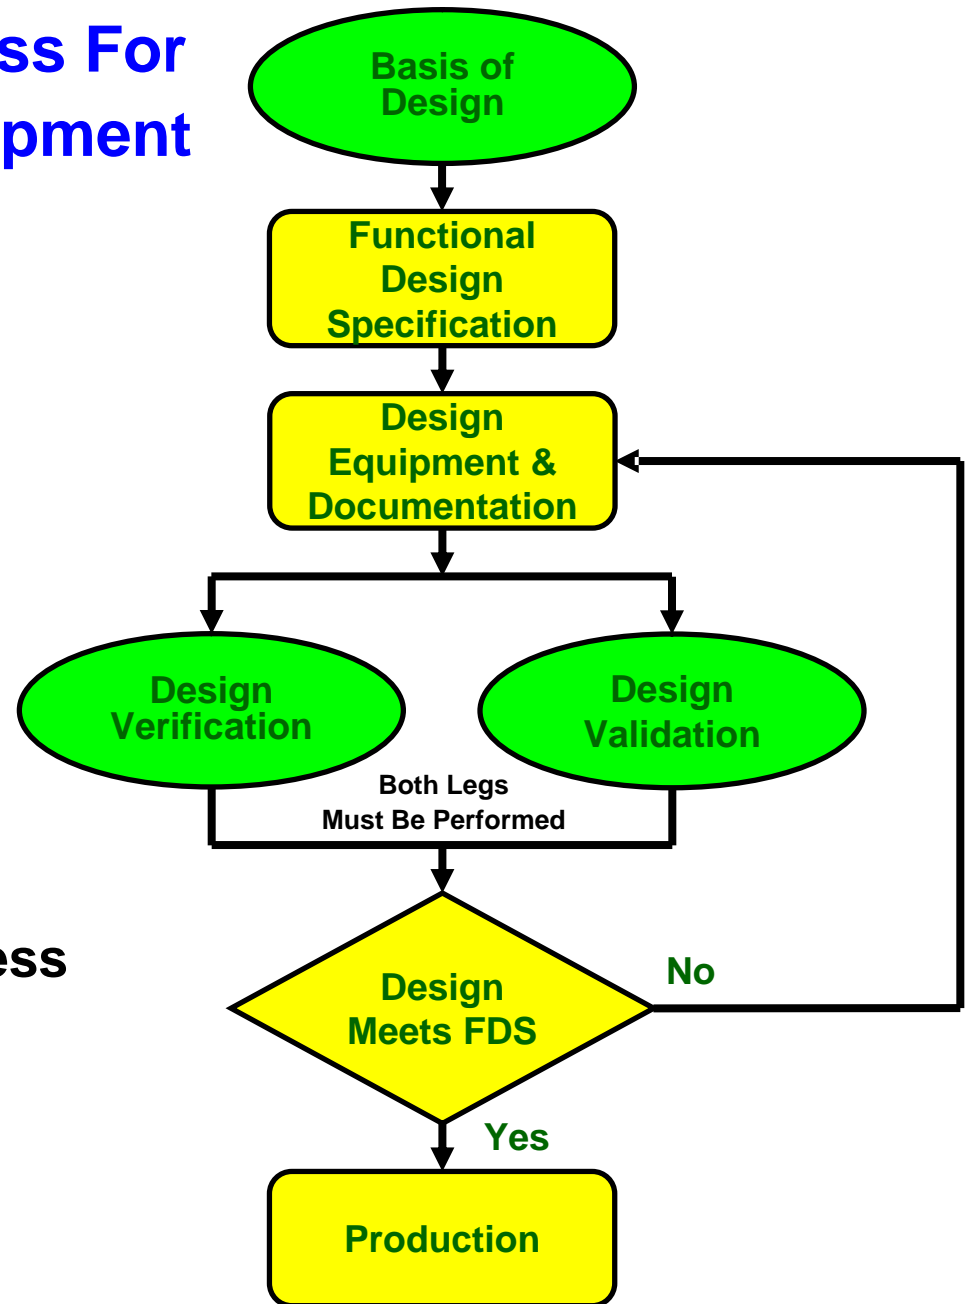 ss For
pment
Basis of
Design
Functional
Design
Specification
Design
Equipment &
Documentation
Design
Verification
Design
Validation
Both Legs
Must Be Performed
ess
Design
Meets FDS
No
Yes
Production